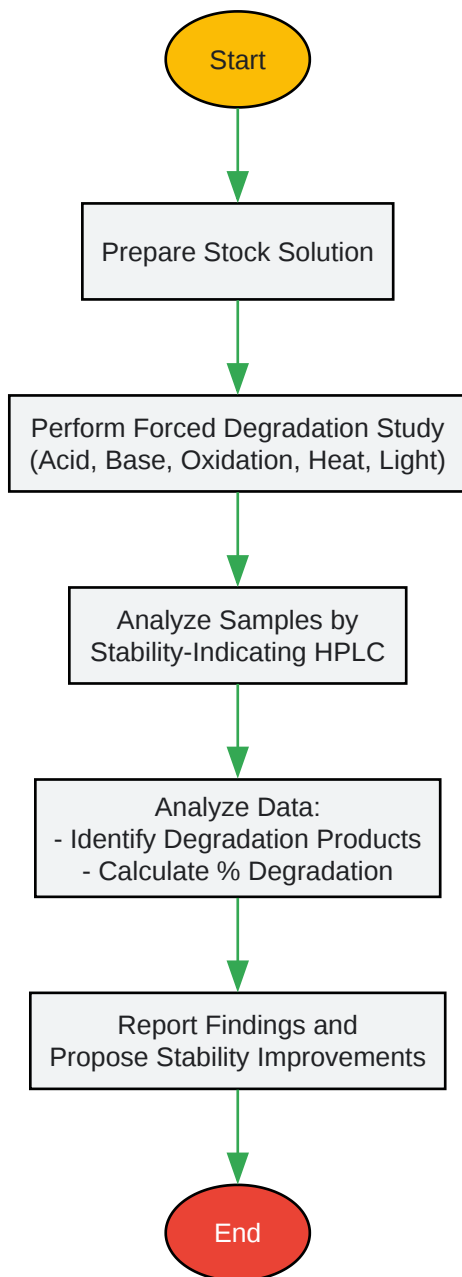 Start
Prepare Stock Solution
Perform Forced Degradation Study
(Acid, Base, Oxidation, Heat, Light)
Analyze Samples by
Stability-Indicating HPLC
Analyze Data:
- Identify Degradation Products
- Calculate % Degradation
Report Findings and
Propose Stability Improvements
End